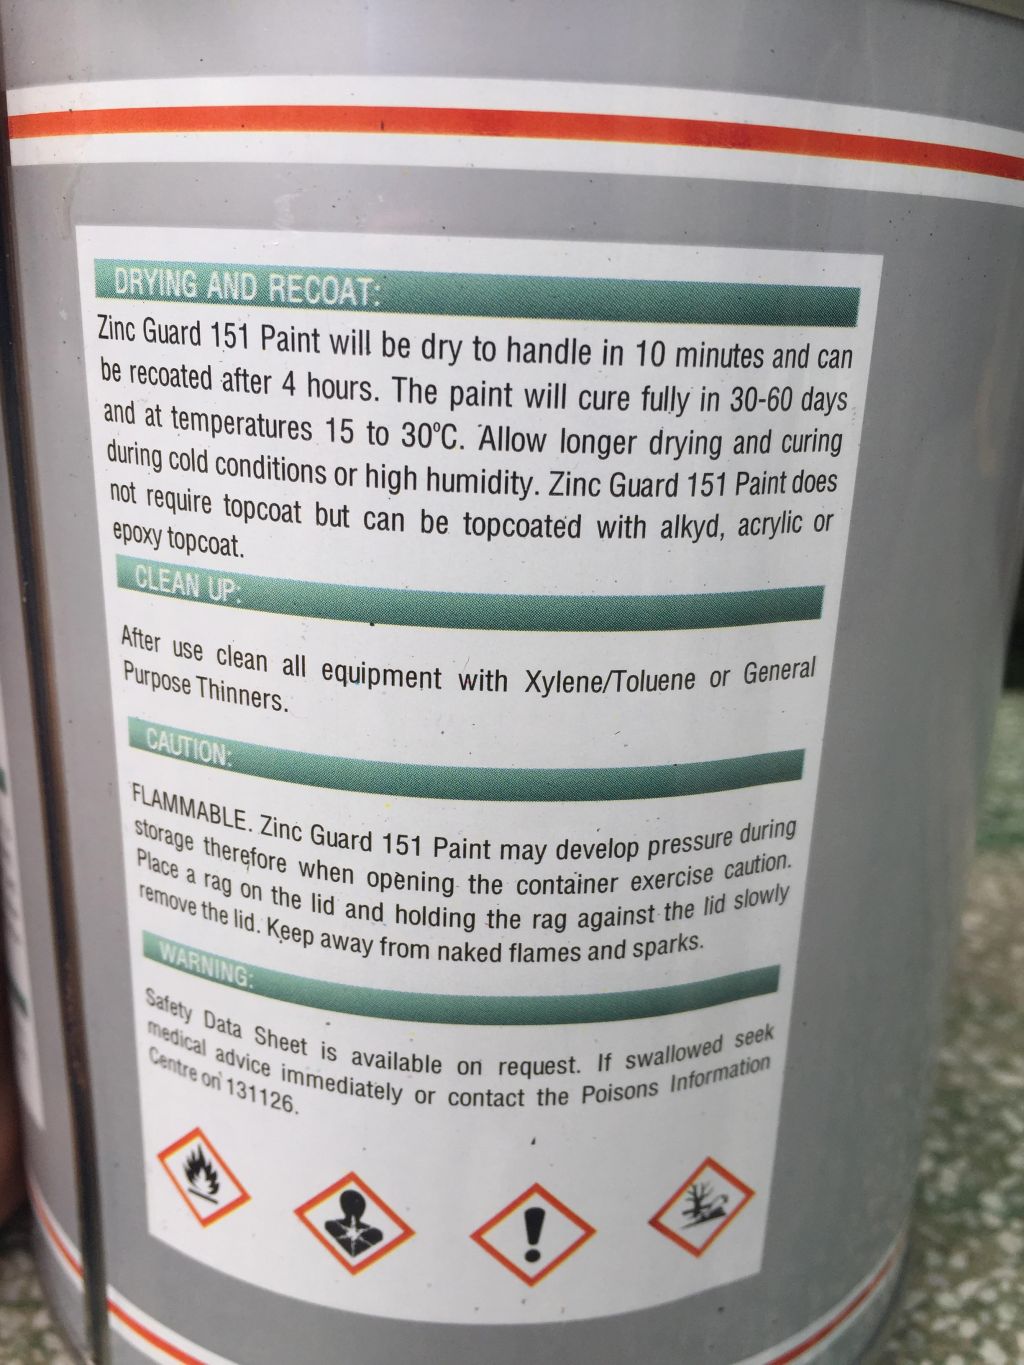 DRYING AND RECOAT:
Zinc Guard 151 Paint will be dry to handle in 10 minutes and can
be recoated after 4 hours. The paint will cure fully in 30-60 days
and at temperatures 15 to 30ºC. Allow longer drying and curing
during cold conditions or high humidity. Zinc Guard 151 Paint does
not require topcoat but can be topcoated with alkyd, acrylic or
epoxy topcoat.
CLEAN UP:
After use clean all equipment with Xylene/Toluene or General
Purpose Thinners.
CAUTION:
FLAMMABLE. Zinc Guard 151 Paint may develop pressure during
storage therefore when opening the container exercise caution.
Place a rag on the lid and holding the rag against the lid slowly
remove the lid. Keep away from naked flames and sparks.
WARNING:
Safety Data Sheet is available on request. If swallowed seek
medical advice immediately or contact the Poisons Information
Centre on 131126.